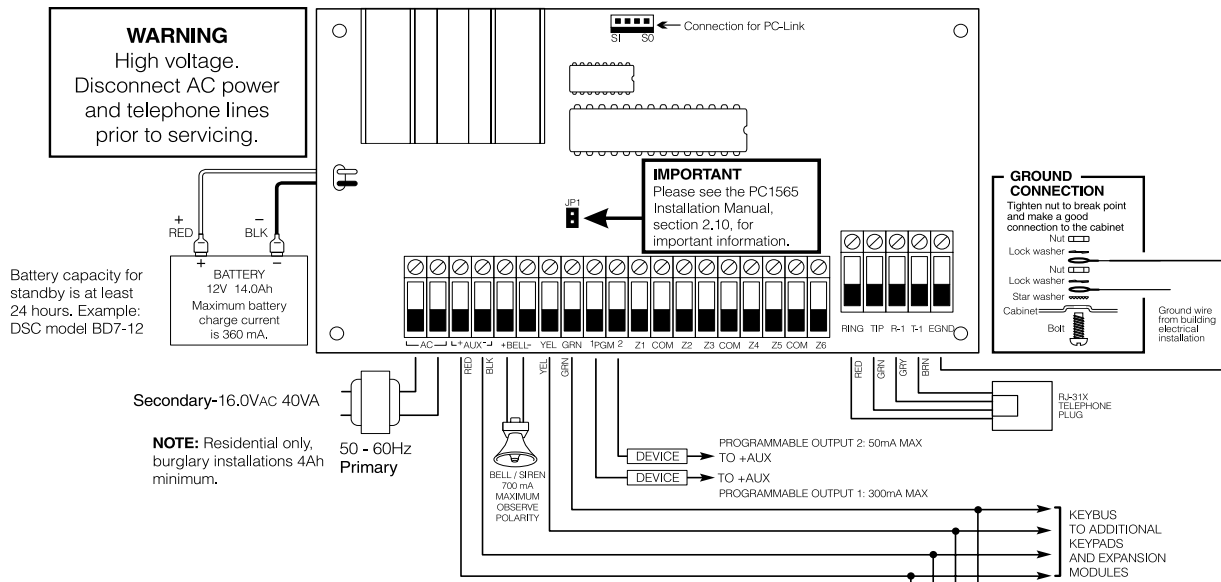 WARNING
High voltage.
Disconnect AC power
and telephone lines
prior to servicing.
SI SO
Connection for PC-Link
JP1
IMPORTANT
Please see the PC1565
Installation Manual,
section 2.10, for
important information.
GROUND
CONNECTION
Tighten nut to break point
and make a good
connection to the cabinet
Nut
Lock washer
Nut
Lock washer
Star washer
Cabinet
Bolt
Ground wire
from building
electrical
installation
+
RED
–
BLK
+ –
BATTERY
12V 14.0Ah
Maximum battery
charge current
is 360 mA.
Battery capacity for
standby is at least
24 hours. Example:
DSC model BD7-12
AC +AUX- +BELL- YEL GRN 1PGM 2 Z1 COM Z2 Z3 COM Z4 Z5 COM Z6
RING TIP R-1 T-1 EGND
RED
BLK
YEL
GRN
RED
GRN
GRY
BRN
RJ-31X
TELEPHONE
PLUG
Secondary-16.0VAC 40VA
50 - 60Hz
Primary
NOTE: Residential only,
burglary installations 4Ah
minimum.
BELL / SIREN
700 mA
MAXIMUM
OBSERVE
POLARITY
PROGRAMMABLE OUTPUT 2: 50mA MAX
DEVICE TO +AUX
DEVICE TO +AUX
PROGRAMMABLE OUTPUT 1: 300mA MAX
KEYBUS
TO ADDITIONAL
KEYPADS
AND EXPANSION
MODULES